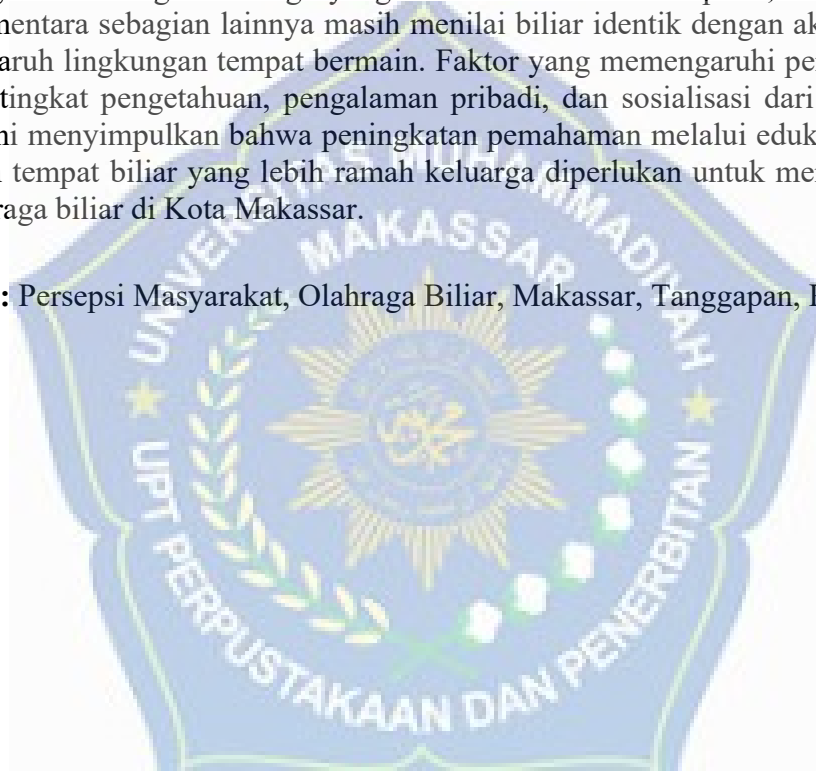 mentara sebagian lainnya masih menilai biliar identik dengan ak
aruh lingkungan tempat bermain. Faktor yang memengaruhi pe
tingkat pengetahuan, pengalaman pribadi, dan sosialisasi dari
ni menyimpulkan bahwa peningkatan pemahaman melalui eduk
tempat biliar yang lebih ramah keluarga diperlukan untuk me
raga biliar di Kota Makassar.
: Persepsi Masyarakat, Olahraga Biliar, Makassar, Tanggapan,
UNIVERSITAS MUHAMMADIYAH
MAKASSAR
UPT PERPUSTAKAAN DAN PENERBITAN